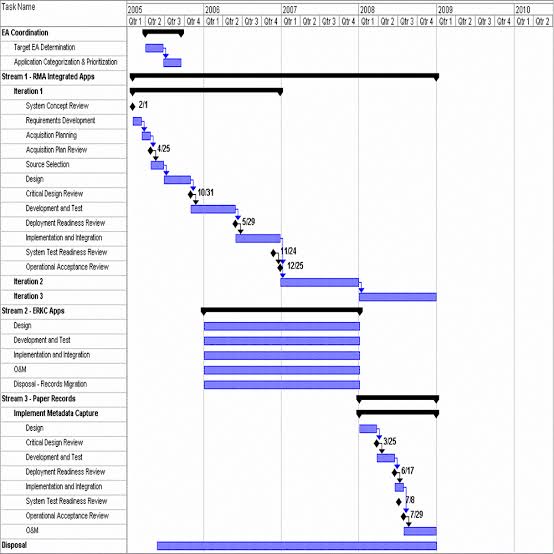 Task Name
2005 2006 2007 2008 2009 2010
Qtr 1 Qtr 2 Qtr 3 Qtr 4 Qtr 1 Qtr 2 Qtr 3 Qtr 4 Qtr 1 Qtr 2 Qtr 3 Qtr 4 Qtr 1 Qtr 2 Qtr 3 Qtr 4 Qtr 1 Qtr 2 Qtr 3 Qtr 4 Qtr 1 Qtr 2
EA Coordination
Target EA Determination
Application Categorization & Prioritization
Stream 1 - RMA Integrated Apps
Iteration 1
System Concept Review 2/1
Requirements Development
Acquisition Planning
Acquisition Plan Review 4/25
Source Selection
Design
Critical Design Review 10/31
Development and Test
Deployment Readiness Review 5/29
Implementation and Integration
System Test Readiness Review 11/24
Operational Acceptance Review 12/25
Iteration 2
Iteration 3
Stream 2 - ERKC Apps
Design
Development and Test
Implementation and Integration
O&M
Disposal - Records Migration
Stream 3 - Paper Records
Implement Metadata Capture
Design
Critical Design Review 3/25
Development and Test
Deployment Readiness Review 6/17
Implementation and Integration
System Test Readiness Review 7/8
Operational Acceptance Review 7/29
O&M
Disposal